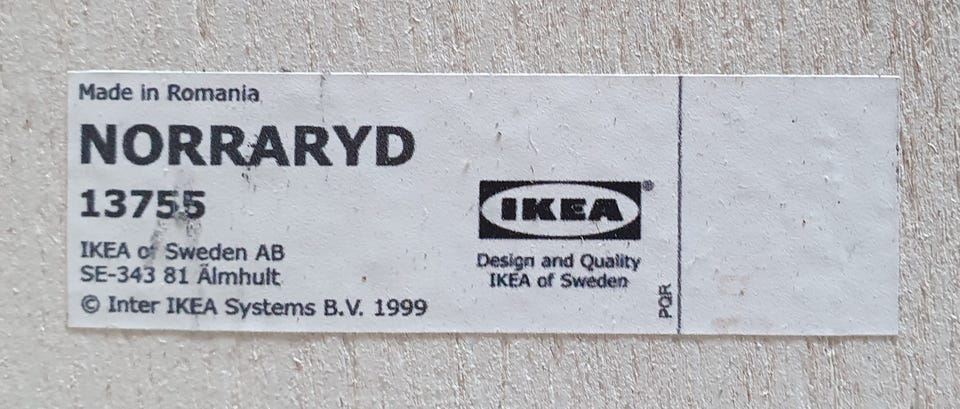 Made in Romania
NORRARYD
13755
IKEA of Sweden AB
SE-343 81 Älmhult
© Inter IKEA Systems B.V. 1999
IKEA®
Design and Quality
IKEA of Sweden
PQR